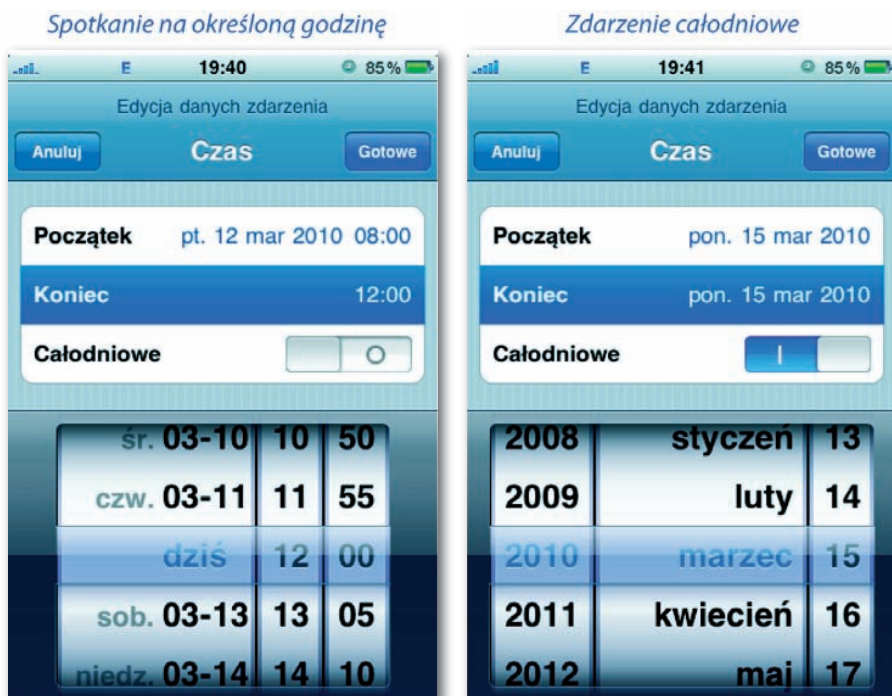 Spotkanie na określoną godzinę
E 19:40 85 %
Edycja danych zdarzenia
Anuluj Czas Gotowe
Początek pt. 12 mar 2010 08:00
Koniec 12:00
Całodniowe
śr. 03-10 10 50
czw. 03-11 11 55
dziś 12 00
sob. 03-13 13 05
niedz. 03-14 14 10
Zdarzenie całodniowe
E 19:41 85 %
Edycja danych zdarzenia
Anuluj Czas Gotowe
Początek pon. 15 mar 2010
Koniec pon. 15 mar 2010
Całodniowe
2008 styczeń 13
2009 luty 14
2010 marzec 15
2011 kwiecień 16
2012 maj 17